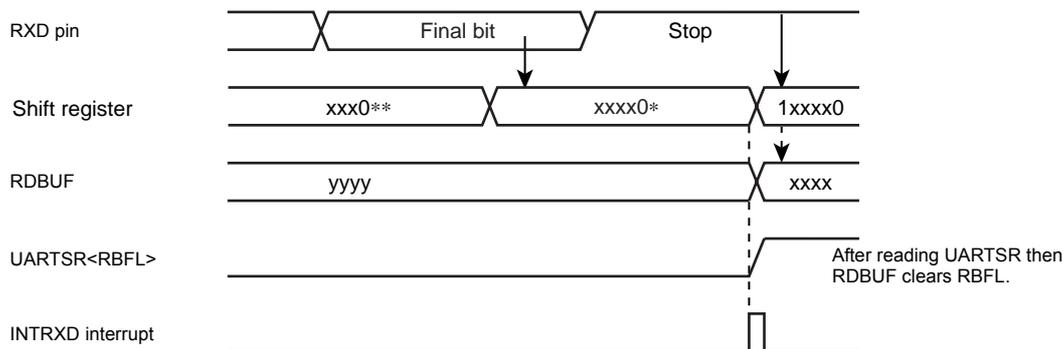 RXD pin
Final bit
Stop
Shift register
xxx0**
xxxx0*
1xxxx0
RDBUF
yyyy
xxxx
UARTSR<RBFL>
After reading UARTSR then
RDBUF clears RBFL.
INTRXD interrupt